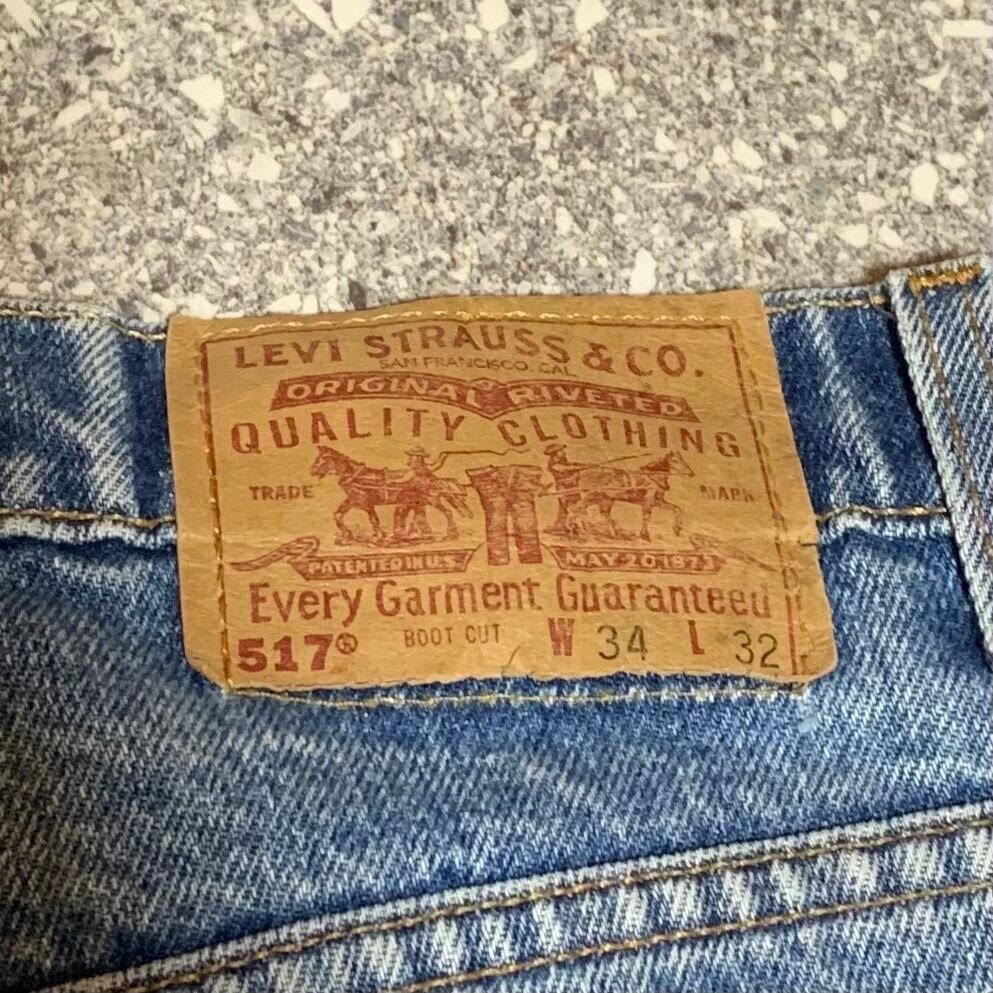 LEVI STRAUSS & CO.
SAN FRANCISCO, CAL.
ORIGINAL RIVETED
QUALITY CLOTHING
TRADE MARK
PATENTED IN U.S. MAY 20 1873
Every Garment Guaranteed
517® BOOT CUT W 34 L 32